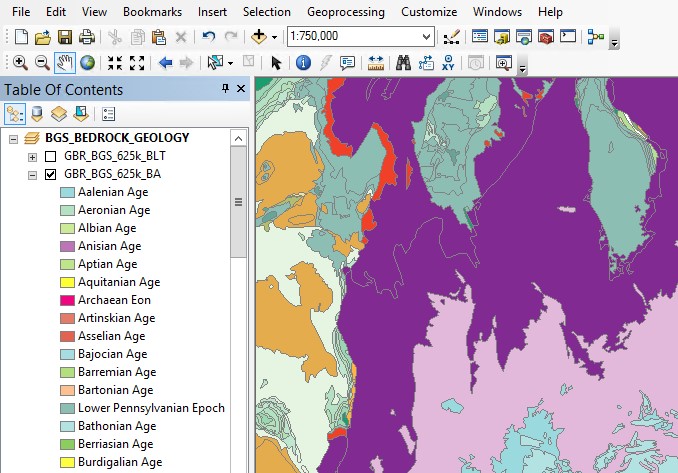 File Edit View Bookmarks Insert Selection Geoprocessing Customize Windows Help
1:750,000
XY
Table Of Contents
BGS_BEDROCK_GEOLOGY
GBR_BGS_625k_BLT
GBR_BGS_625k_BA
Aalenian Age
Aeronian Age
Albian Age
Anisian Age
Aptian Age
Aquitanian Age
Archaean Eon
Artinskian Age
Asselian Age
Bajocian Age
Barremian Age
Bartonian Age
Lower Pennsylvanian Epoch
Bathonian Age
Berriasian Age
Burdigalian Age